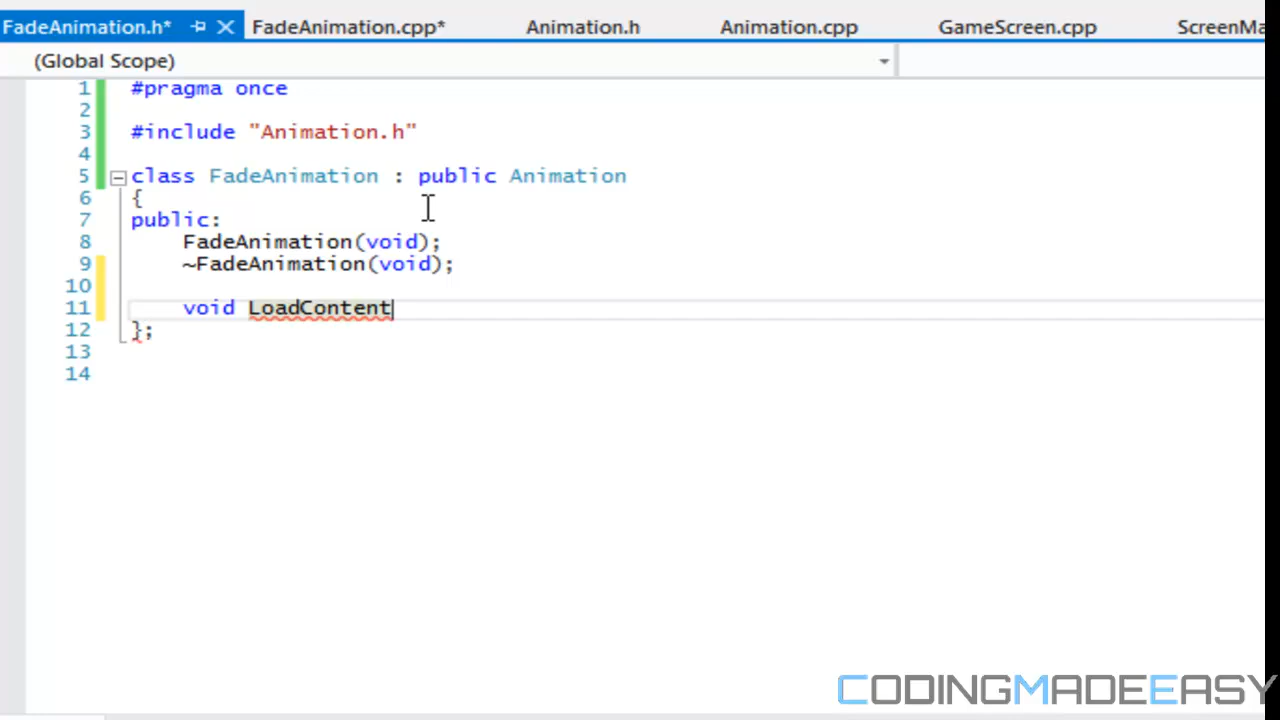 FadeAnimation.h* FadeAnimation.cpp* Animation.h Animation.cpp GameScreen.cpp ScreenMa
(Global Scope)
1 #pragma once
2
3 #include "Animation.h"
4
5 class FadeAnimation : public Animation
6 {
7 public:
8 FadeAnimation(void);
9 ~FadeAnimation(void);
10
11 void LoadContent
12 };
13
14
CODINGMADEEASY